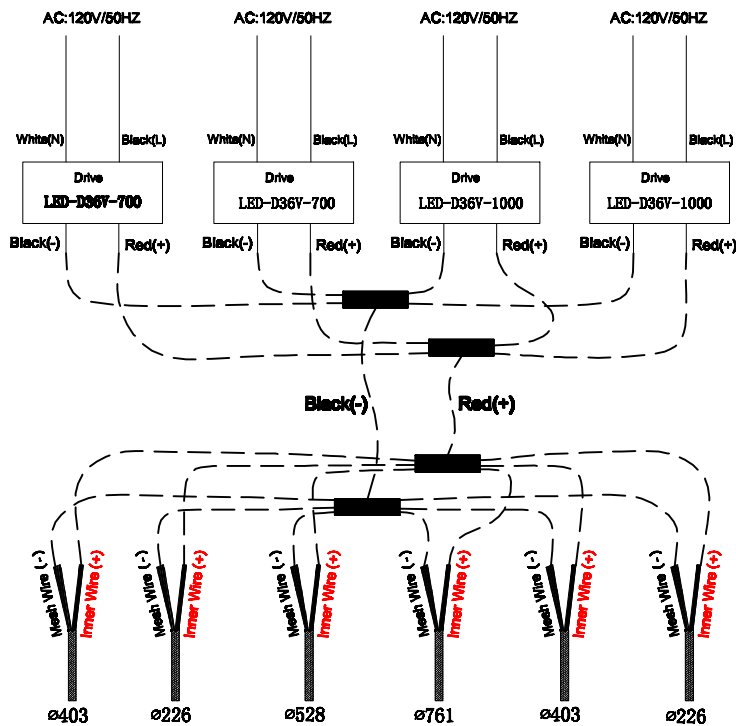 AC:120V/50HZ AC:120V/50HZ AC:120V/50HZ AC:120V/50HZ
White(N) Black(L) White(N) Black(L) White(N) Black(L) White(N) Black(L)
Drive Drive Drive Drive
LED-D36V-700 LED-D36V-700 LED-D36V-1000 LED-D36V-1000
Black(-) Red(+) Black(-) Red(+) Black(-) Red(+) Black(-) Red(+)
Black(-) Red(+)
Mesh Wire (-) Inner Wire (+) Mesh Wire (-) Inner Wire (+) Mesh Wire (-) Inner Wire (+) Mesh Wire (-) Inner Wire (+) Mesh Wire (-) Inner Wire (+) Mesh Wire (-) Inner Wire (+)
ø403 ø226 ø528 ø761 ø403 ø226